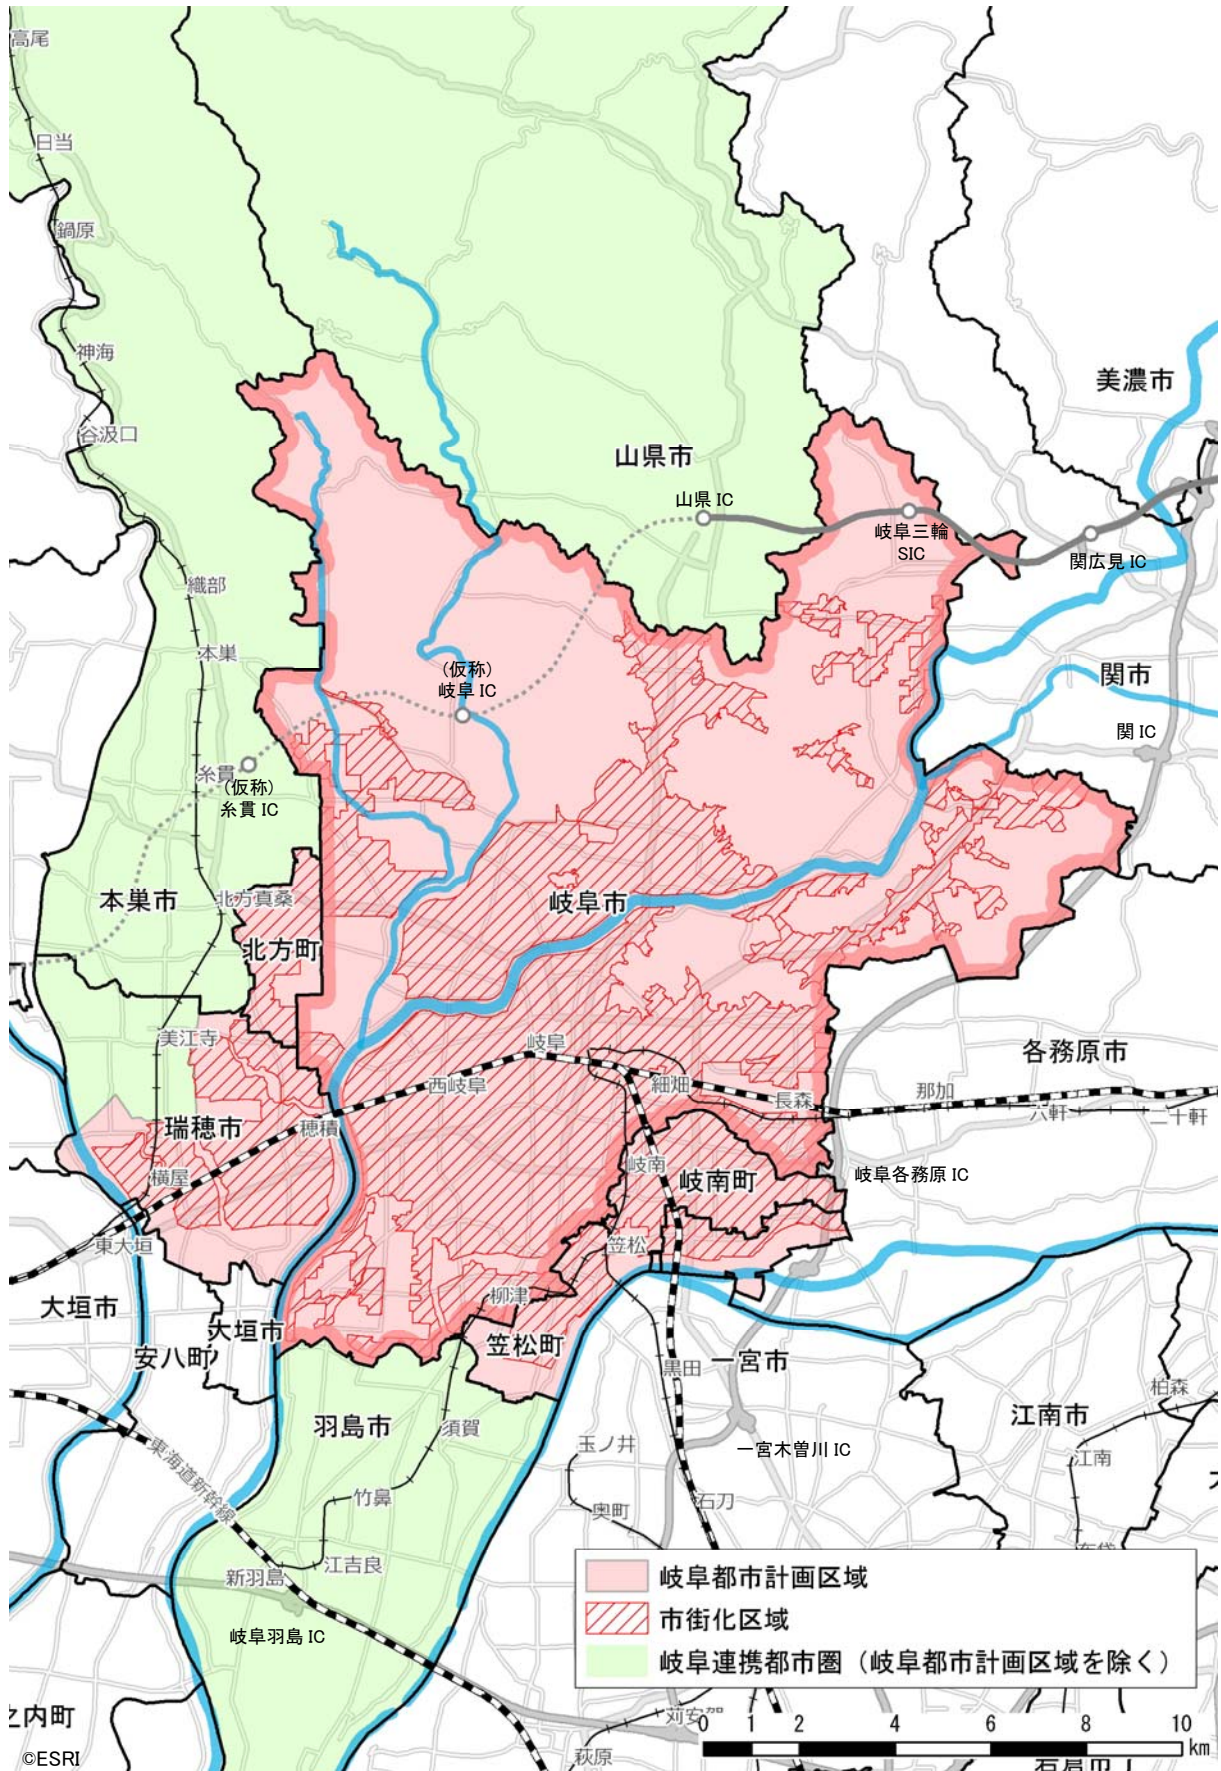 高尾
日当
鍋原
神海
谷汲口
美濃市
山県市
山県 IC
岐阜三輪
SIC
関広見 IC
織部
本巣
(仮称)
岐阜 IC
関市
関 IC
糸貫
(仮称)
糸貫 IC
本巣市
北方真桑
岐阜市
北方町
美江寺
岐阜
各務原市
西岐阜
細畑
那加
長森
六軒
二十軒
瑞穂市
穂積
横屋
岐南
岐南町
岐阜各務原 IC
東大垣
笠松
柳津
大垣市
大垣市
安八町
笠松町
一宮市
黒田
柏森
羽島市
須賀
江南市
玉ノ井
一宮木曽川 IC
東海道新幹線
江南
竹鼻
奥町
石刀
江吉良
新羽島
岐阜羽島 IC
岐阜都市計画区域
市街化区域
岐阜連携都市圏（岐阜都市計画区域を除く）
之内町
苅安賀
0 1 2 4 6 8 10
km
萩原
岩倉市
©ESRI